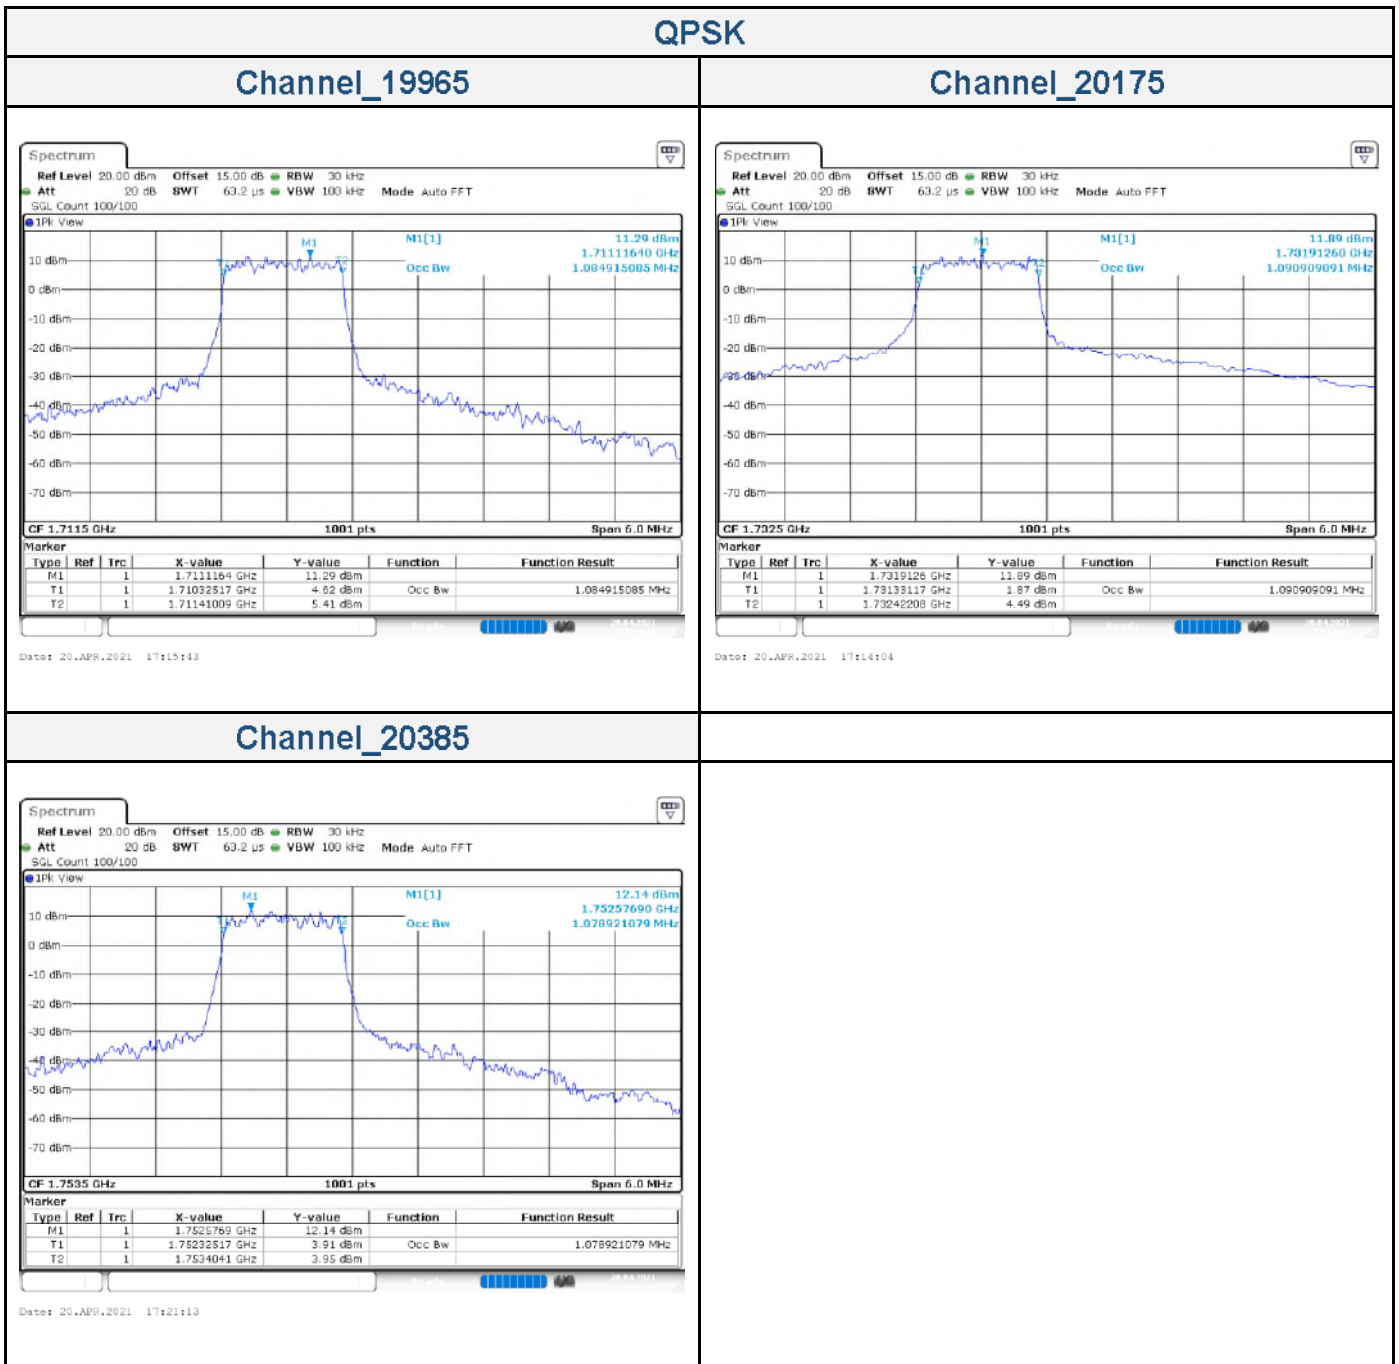 QPSK
Channel_19965
Channel_20175
Spectrum
Ref Level 20.00 dBm Offset 15.00 dB RBW 30 kHz
Att 20 dB SWT 63.2 µs VBW 100 kHz Mode Auto FFT
SGL Count 100/100
1Pk View
M1[1] 11.29 dBm
1.71111640 GHz
Occ Bw 1.084915085 MHz
M1
T1
T2
10 dBm
0 dBm
-10 dBm
-20 dBm
-30 dBm
-40 dBm
-50 dBm
-60 dBm
-70 dBm
CF 1.7115 GHz 1001 pts Span 6.0 MHz
Marker
Type Ref Trc X-value Y-value Function Function Result
M1 1 1.7111164 GHz 11.29 dBm
T1 1 1.71032517 GHz 4.62 dBm Occ Bw 1.084915085 MHz
T2 1 1.71141009 GHz 5.41 dBm
Date: 20.APR.2021 17:15:43
Spectrum
Ref Level 20.00 dBm Offset 15.00 dB RBW 30 kHz
Att 20 dB SWT 63.2 µs VBW 100 kHz Mode Auto FFT
SGL Count 100/100
1Pk View
M1[1] 11.89 dBm
1.73191260 GHz
Occ Bw 1.090909091 MHz
M1
10 dBm
0 dBm
-10 dBm
-20 dBm
-30 dBm
-40 dBm
-50 dBm
-60 dBm
-70 dBm
CF 1.7325 GHz 1001 pts Span 6.0 MHz
Marker
Type Ref Trc X-value Y-value Function Function Result
M1 1 1.7319126 GHz 11.89 dBm
T1 1 1.73133117 GHz 1.87 dBm Occ Bw 1.090909091 MHz
T2 1 1.73242208 GHz 4.49 dBm
Date: 20.APR.2021 17:14:04
Channel_20385
Spectrum
Ref Level 20.00 dBm Offset 15.00 dB RBW 30 kHz
Att 20 dB SWT 63.2 µs VBW 100 kHz Mode Auto FFT
SGL Count 100/100
1Pk View
M1[1] 12.14 dBm
1.75257690 GHz
Occ Bw 1.078921079 MHz
M1
10 dBm
0 dBm
-10 dBm
-20 dBm
-30 dBm
-40 dBm
-50 dBm
-60 dBm
-70 dBm
CF 1.7535 GHz 1001 pts Span 6.0 MHz
Marker
Type Ref Trc X-value Y-value Function Function Result
M1 1 1.7525769 GHz 12.14 dBm
T1 1 1.75232517 GHz 3.91 dBm Occ Bw 1.078921079 MHz
T2 1 1.7534041 GHz 3.95 dBm
Date: 20.APR.2021 17:21:13